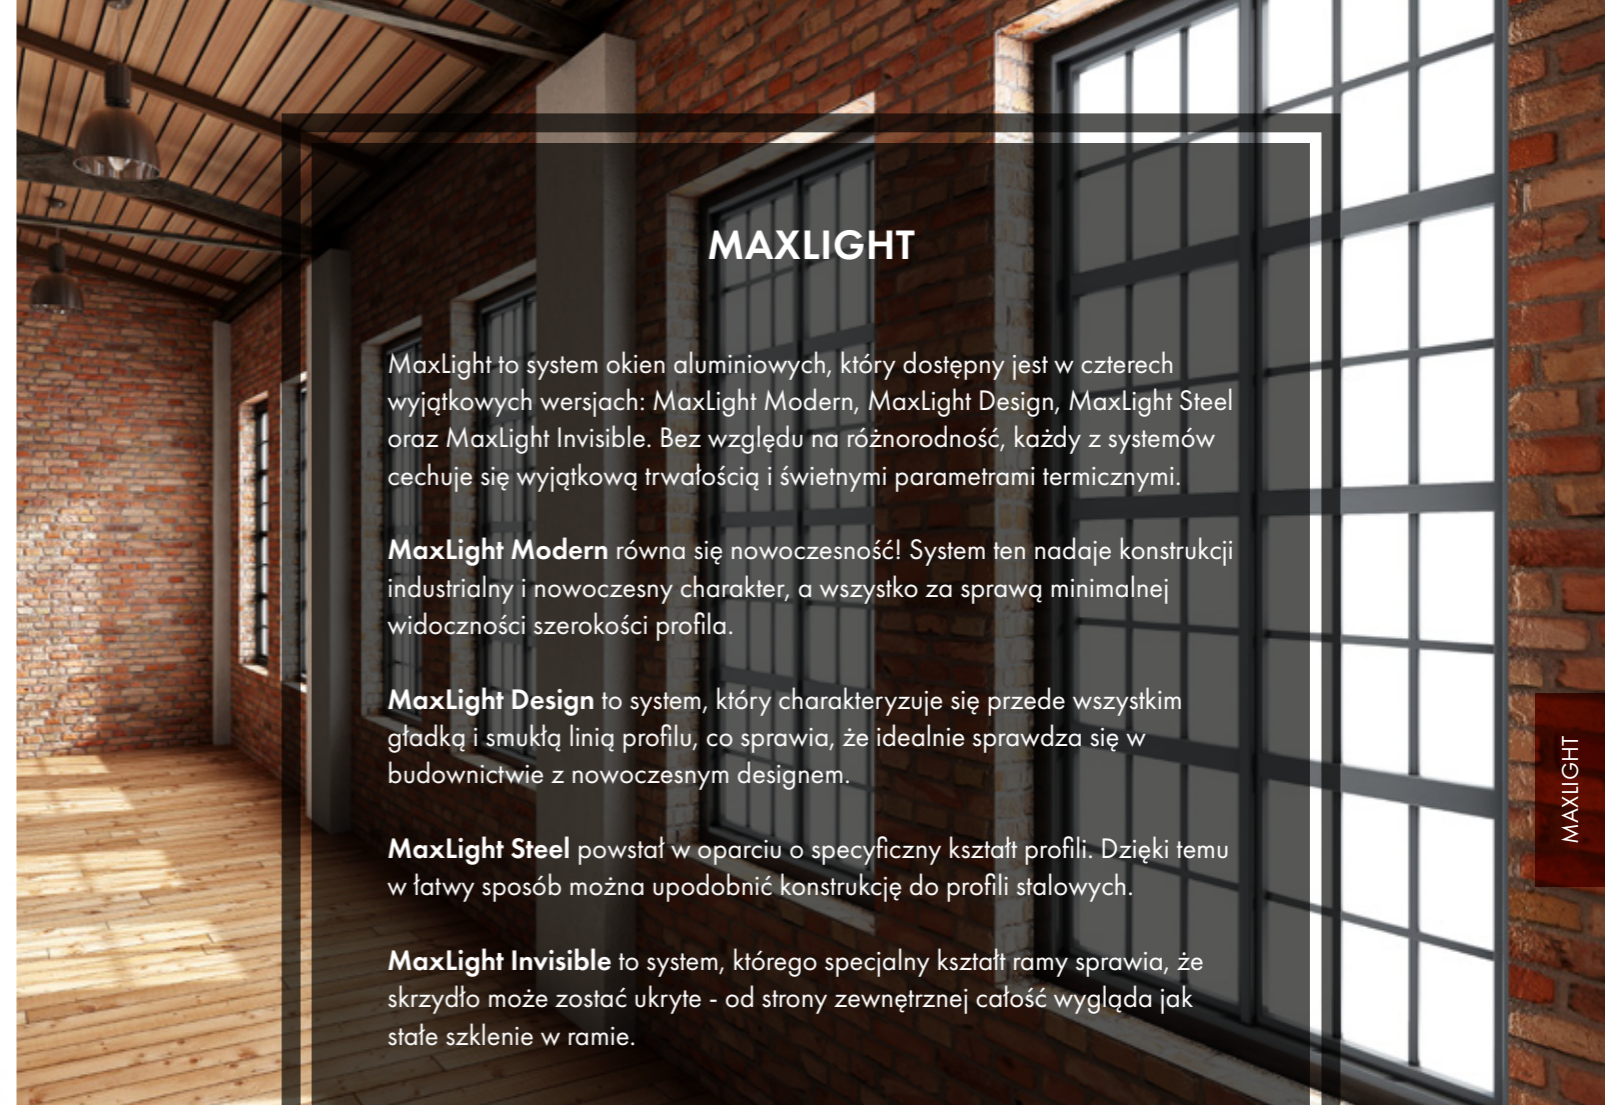 MAXLIGHT
MaxLight to system okien aluminiowych, który dostępny jest w czterech
wyjątkowych wersjach: MaxLight Modern, MaxLight Design, MaxLight Steel
oraz MaxLight Invisible. Bez względu na różnorodność, każdy z systemów
cechuje się wyjątkową trwałością i świetnymi parametrami termicznymi.
MaxLight Modern równa się nowoczesność! System ten nadaje konstrukcji
industrialny i nowoczesny charakter, a wszystko za sprawą minimalnej
widoczności szerokości profila.
MaxLight Design to system, który charakteryzuje się przede wszystkim
gładką i smukłą linią profilu, co sprawia, że idealnie sprawdza się w
budownictwie z nowoczesnym designem.
MaxLight Steel powstał w oparciu o specyficzny kształt profili. Dzięki temu
w łatwy sposób można upodobnić konstrukcję do profili stalowych.
MaxLight Invisible to system, którego specjalny kształt ramy sprawia, że
skrzydło może zostać ukryte - od strony zewnętrznej całość wygląda jak
stałe szklenie w ramie.
MAXLIGHT